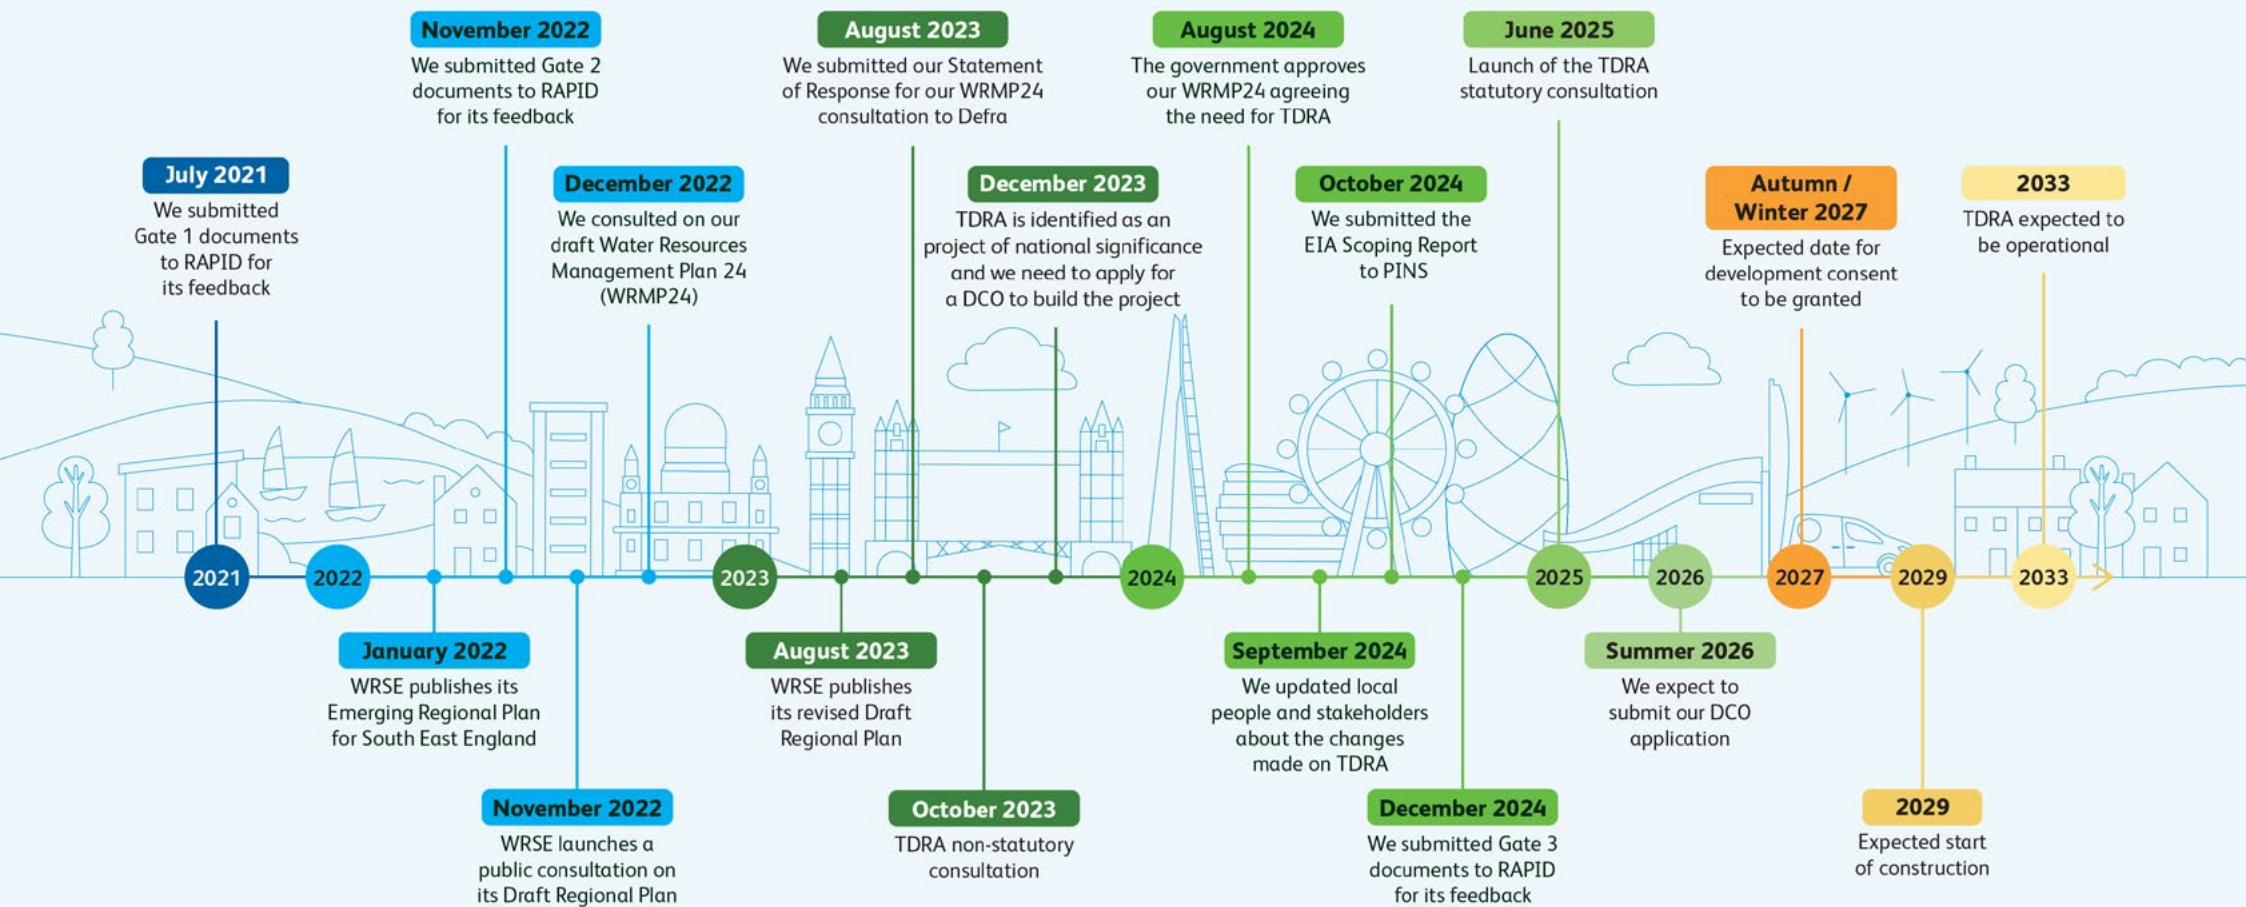 July 2021
We submitted
Gate 1 documents
to RAPID for
its feedback
November 2022
We submitted Gate 2
documents to RAPID
for its feedback
December 2022
We consulted on our
draft Water Resources
Management Plan 24
(WRMP24)
August 2023
We submitted our Statement
of Response for our WRMP24
consultation to Defra
December 2023
TDRA is identified as an
project of national significance
and we need to apply for
a DCO to build the project
August 2024
The government approves
our WRMP24 agreeing
the need for TDRA
October 2024
We submitted the
EIA Scoping Report
to PINS
June 2025
Launch of the TDRA
statutory consultation
Autumn /
Winter 2027
Expected date for
development consent
to be granted
2033
TDRA expected to
be operational
2021
2022
2023
2024
2025
2026
2027
2029
2033
January 2022
WRSE publishes its
Emerging Regional Plan
for South East England
November 2022
WRSE launches a
public consultation on
its Draft Regional Plan
August 2023
WRSE publishes
its revised Draft
Regional Plan
October 2023
TDRA non-statutory
consultation
September 2024
We updated local
people and stakeholders
about the changes
made on TDRA
December 2024
We submitted Gate 3
documents to RAPID
for its feedback
Summer 2026
We expect to
submit our DCO
application
2029
Expected start
of construction